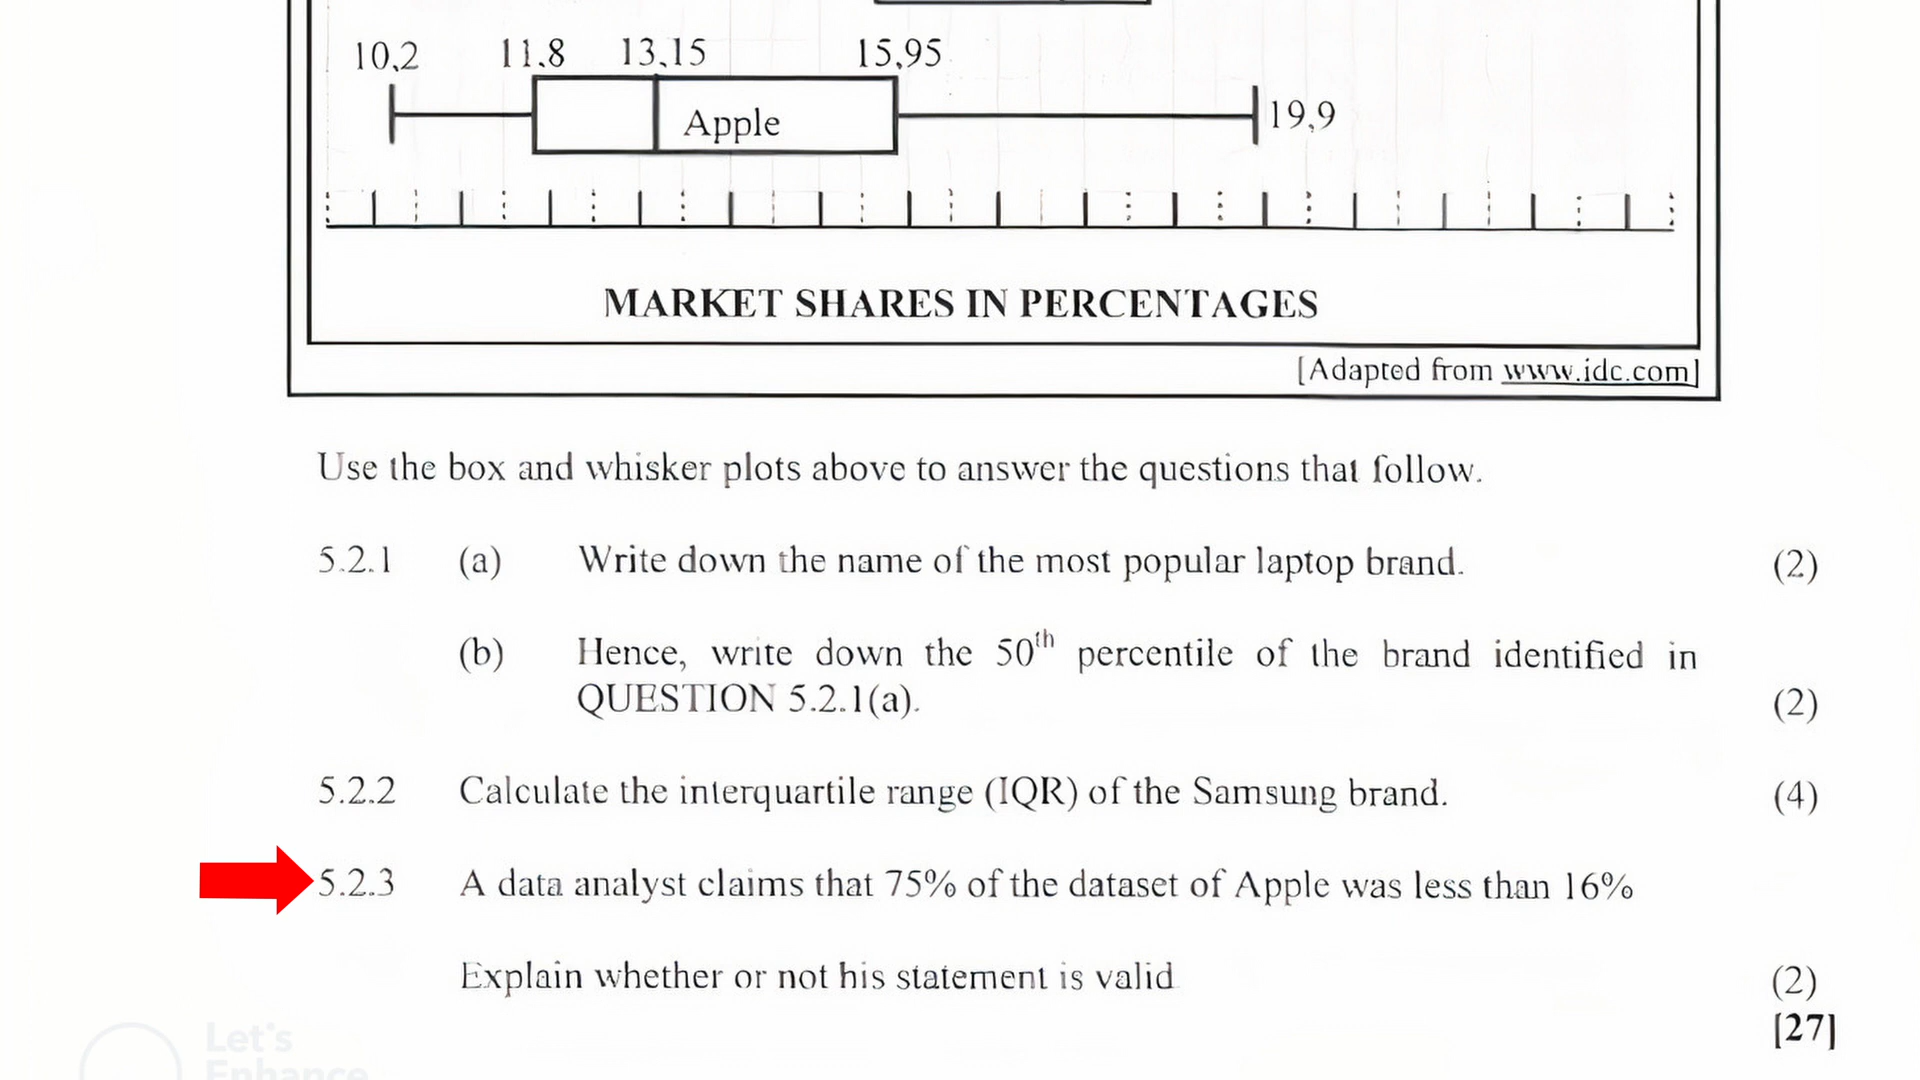 10,2 11,8 13,15 15,95
Apple 19,9
MARKET SHARES IN PERCENTAGES
[Adapted from www.idc.com]
Use the box and whisker plots above to answer the questions that follow.
5.2.1 (a) Write down the name of the most popular laptop brand. (2)
(b) Hence, write down the 50th percentile of the brand identified in
QUESTION 5.2.1(a). (2)
5.2.2 Calculate the interquartile range (IQR) of the Samsung brand. (4)
5.2.3 A data analyst claims that 75% of the dataset of Apple was less than 16%
Explain whether or not his statement is valid (2)
[27]
Let's
Enhance